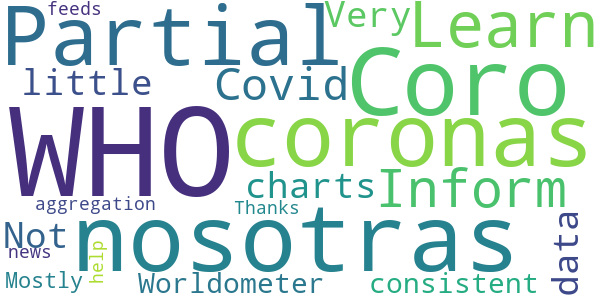 feeds
Partial
Very
Learn
little
Covid
Coro
WHO
coronas
charts
Inform
aggregation
Thanks
Not
nosotras
data
news
help
Mostly
Worldometer
consistent